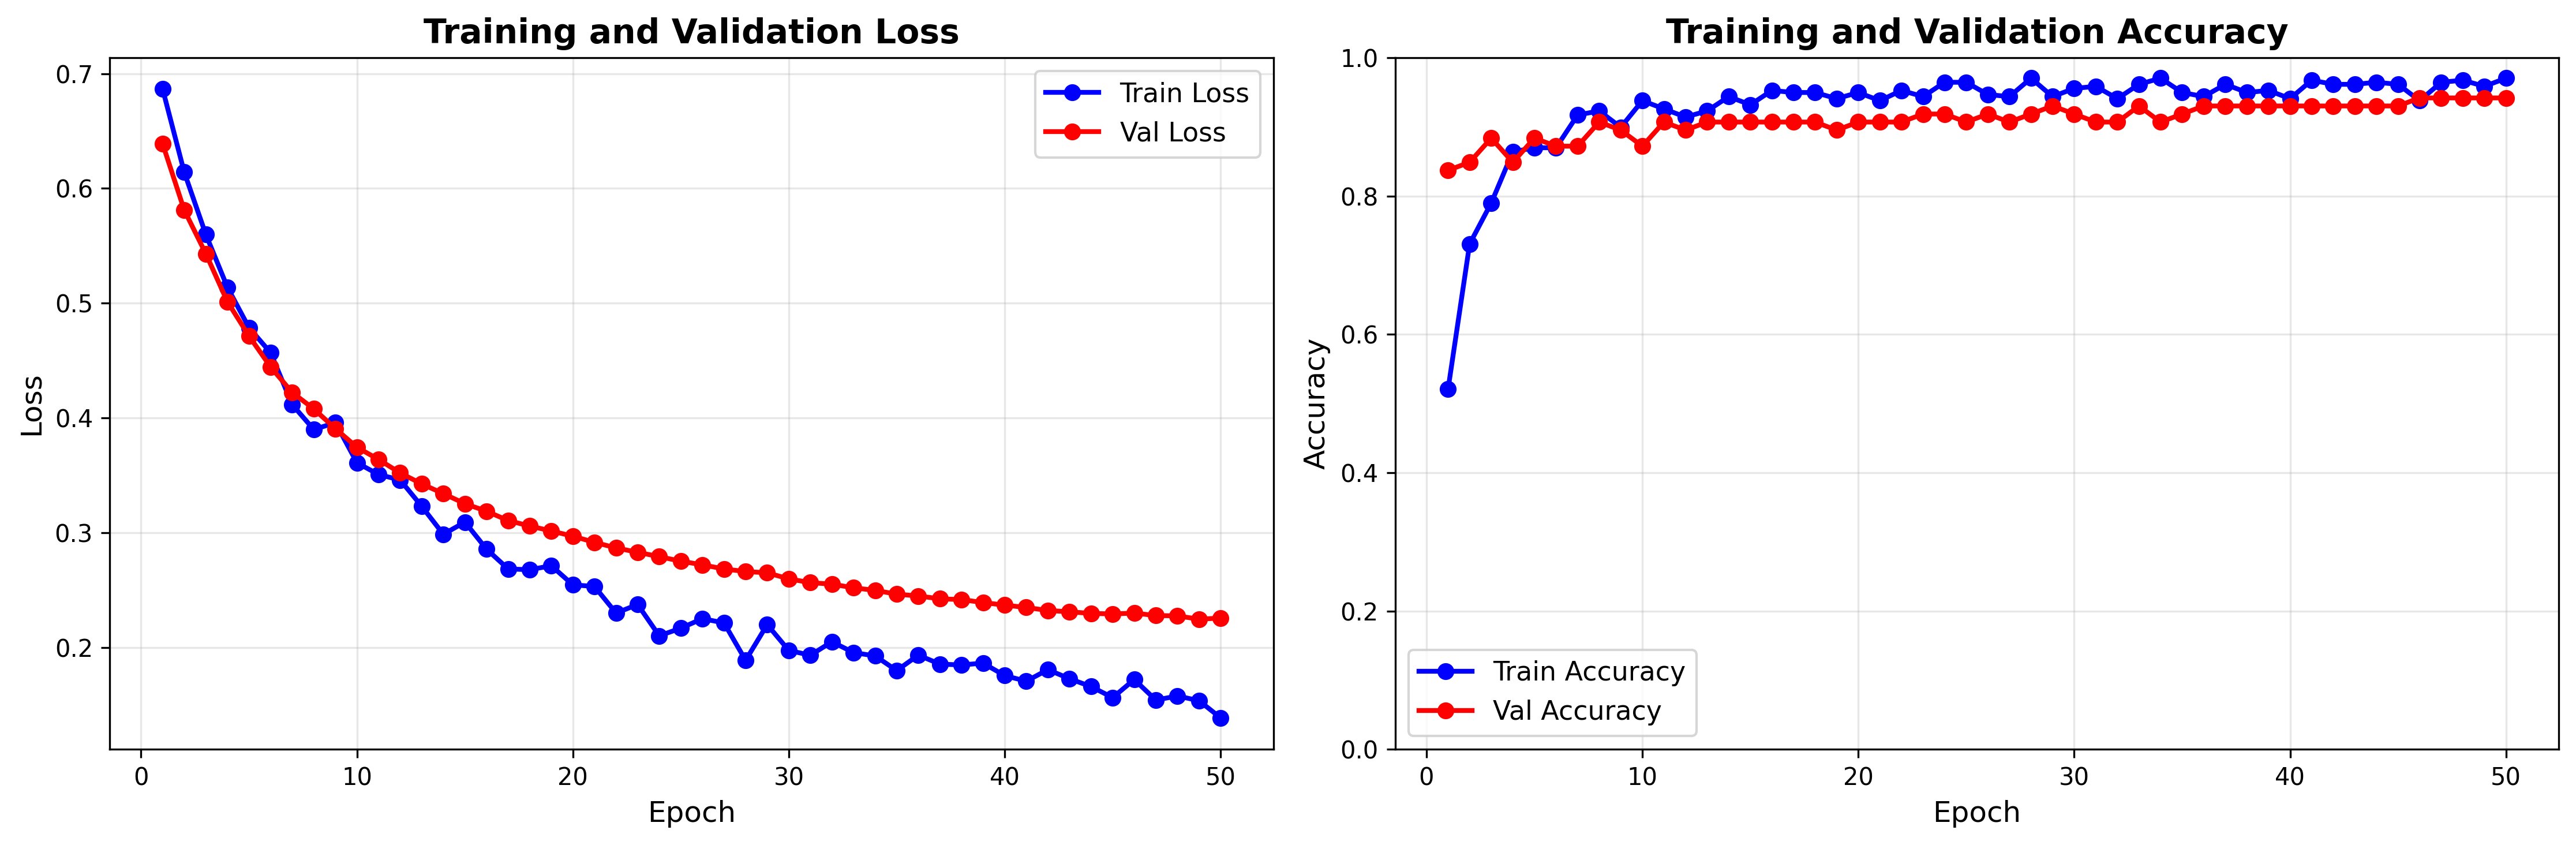 Training and Validation Loss
0.7
0.6
0.5
0.4
0.3
0.2
Loss
Train Loss
Val Loss
0 10 20 30 40 50
Epoch
Training and Validation Accuracy
1.0
0.8
0.6
0.4
0.2
0.0
Accuracy
Train Accuracy
Val Accuracy
0 10 20 30 40 50
Epoch